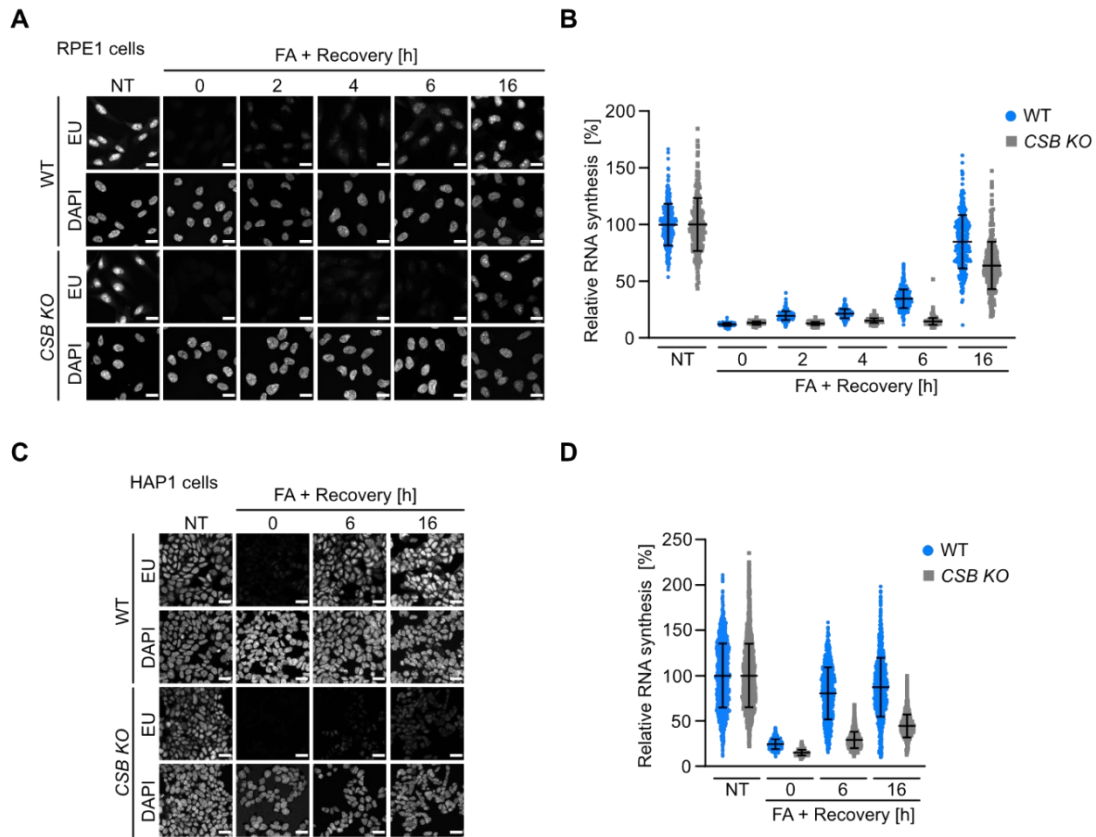 A
RPE1 cells
FA + Recovery [h]
NT 0 2 4 6 16
WT
EU
DAPI
CSB KO
EU
DAPI
B
Relative RNA synthesis [%]
200
150
100
50
0
WT
CSB KO
NT 0 2 4 6 16
FA + Recovery [h]
C
HAP1 cells
FA + Recovery [h]
NT 0 6 16
WT
EU
DAPI
CSB KO
EU
DAPI
D
Relative RNA synthesis [%]
250
200
150
100
50
0
WT
CSB KO
NT 0 6 16
FA + Recovery [h]